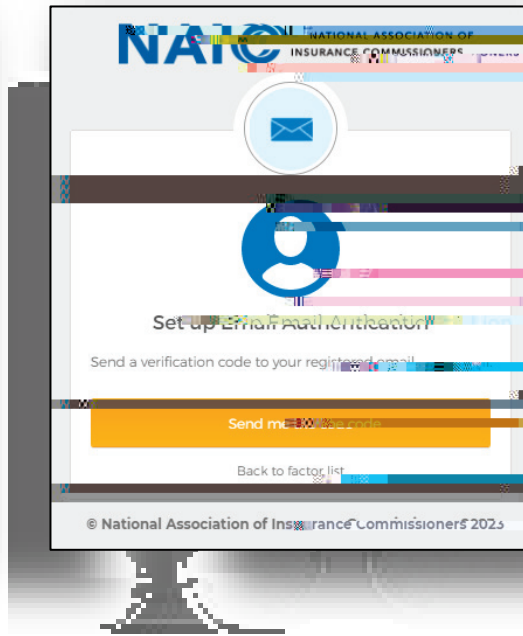 NAIC
NATIONAL ASSOCIATION OF
INSURANCE COMMISSIONERS
Set up Email Authentication
Send a verification code to your registered email
Send me the code
Back to factor list
© National Association of Insurance Commissioners 2023